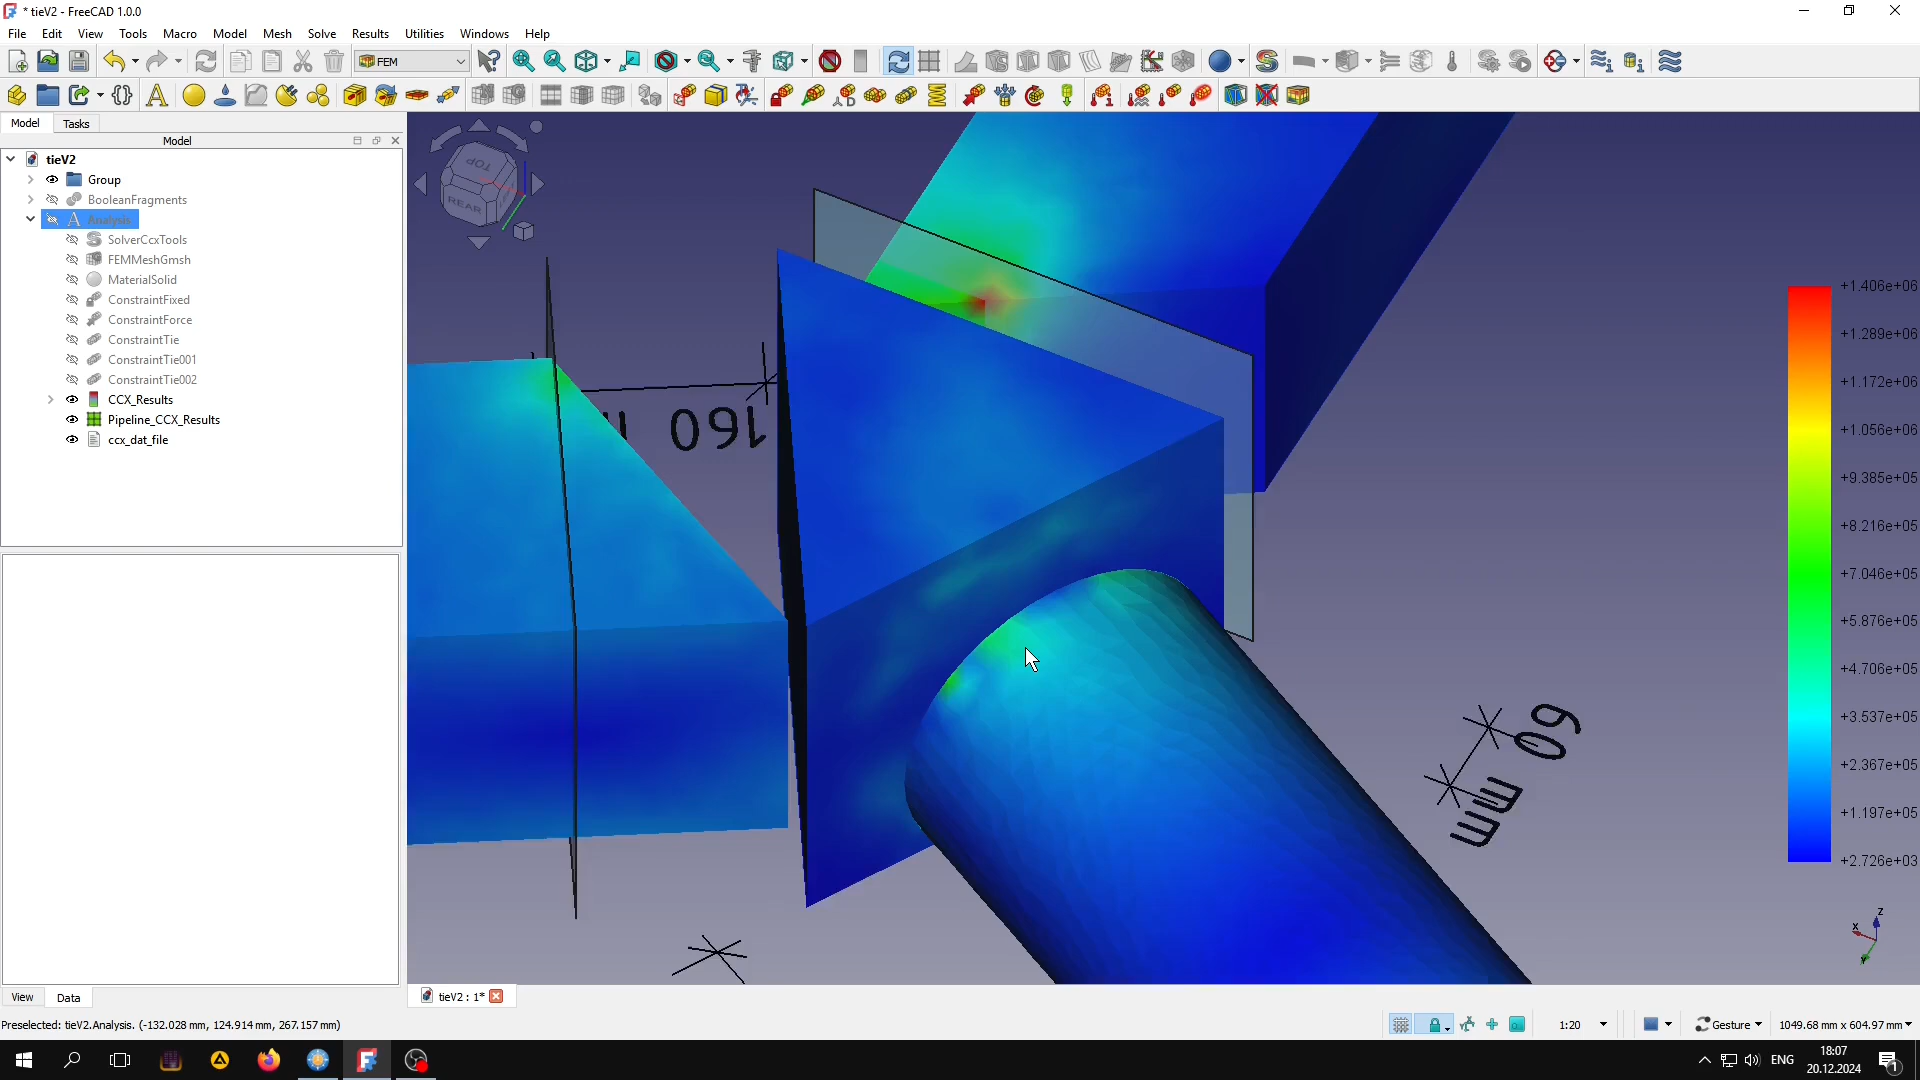 * tieV2 - FreeCAD 1.0.0
File Edit View Tools Macro Model Mesh Solve Results Utilities Windows Help
FEM
Model Tasks
Model
tieV2
Group
BooleanFragments
Analysis
SolverCcxTools
FEMMeshGmsh
MaterialSolid
ConstraintFixed
ConstraintForce
ConstraintTie
ConstraintTie001
ConstraintTie002
CCX_Results
Pipeline_CCX_Results
ccx_dat_file
View Data
TOP
REAR
160
60 mm
+1.406e+06
+1.289e+06
+1.172e+06
+1.056e+06
+9.385e+05
+8.216e+05
+7.046e+05
+5.876e+05
+4.706e+05
+3.537e+05
+2.367e+05
+1.197e+05
+2.726e+03
Z
X
Y
tieV2 : 1*
Preselected: tieV2.Analysis. (-132.028 mm, 124.914 mm, 267.157 mm)
1:20
Gesture
1049.68 mm x 604.97 mm
ENG
18:07
20.12.2024
1